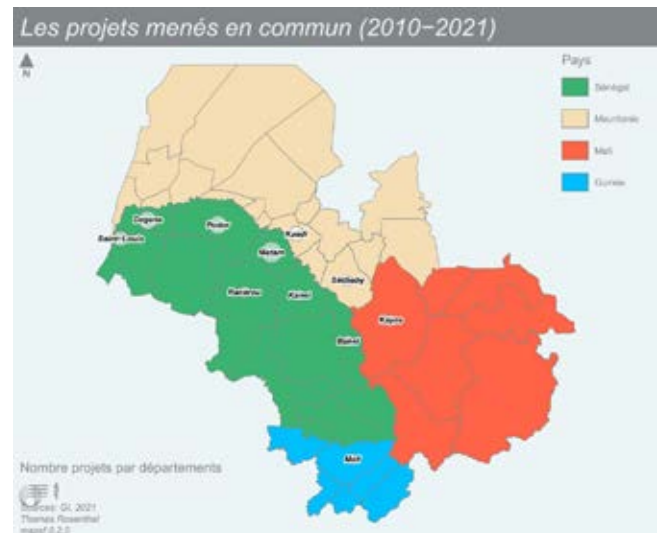 Les projets menés en commun (2010−2021)
N
Pays
Sénégal
Mauritanie
Mali
Guinée
Dagana
Podor
Saint-Louis
Kaedi
Matam
Sélibaby
Ranérou
Kanel
Kayes
Bakel
Mali
Nombre projets par départements
Sources: GI, 2021
Thomas Rosenthal